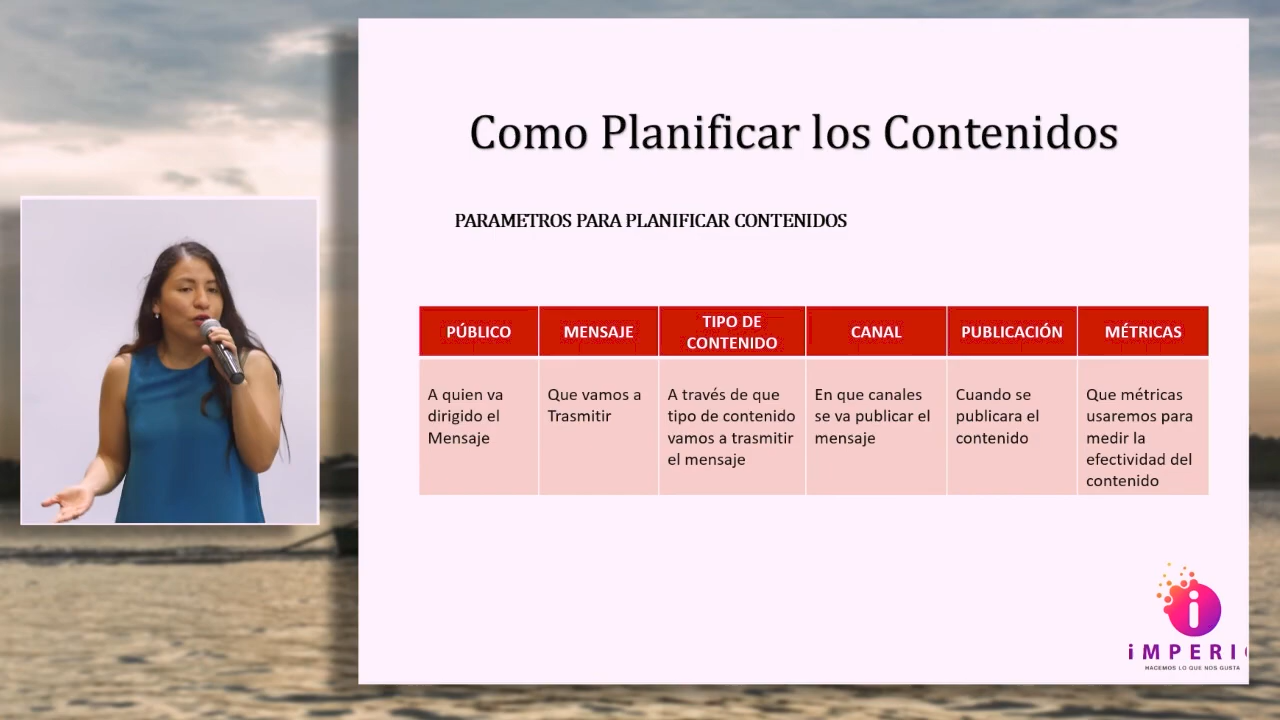 Como Planificar los Contenidos
PARAMETROS PARA PLANIFICAR CONTENIDOS
PÚBLICO
MENSAJE
TIPO DE
CONTENIDO
CANAL
PUBLICACIÓN
MÉTRICAS
A quien va
dirigido el
Mensaje
Que vamos a
Trasmitir
A través de que
tipo de contenido
vamos a trasmitir
el mensaje
En que canales
se va publicar el
mensaje
Cuando se
publicara el
contenido
Que métricas
usaremos para
medir la
efectividad del
contenido
i
iMPERI
HACEMOS LO QUE NOS GUSTA